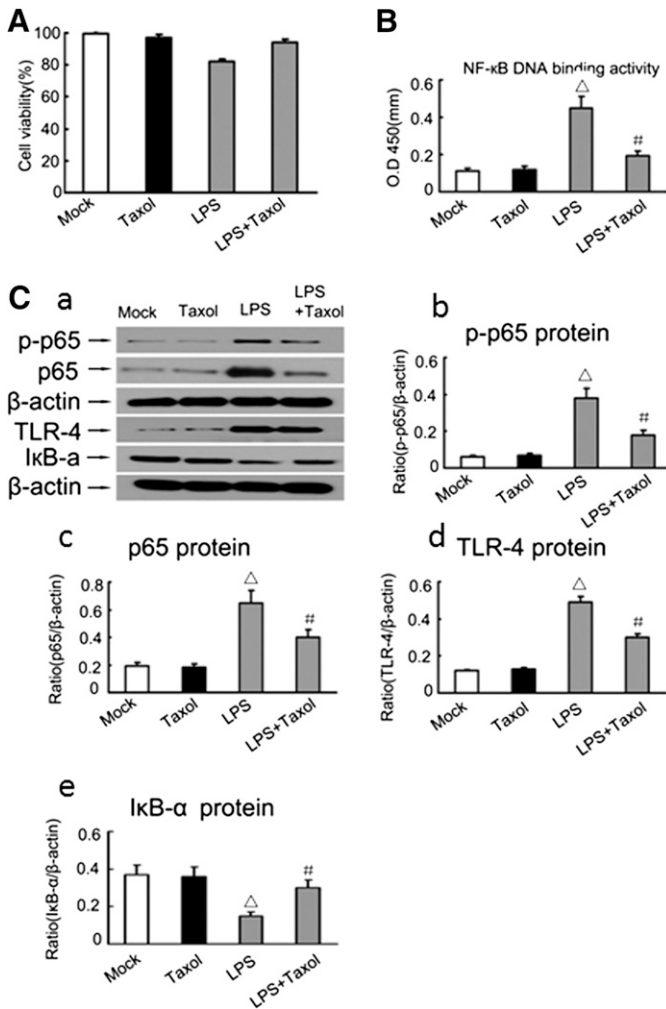 A
100
80
60
40
20
0
Cell viability(%)
Mock
Taxol
LPS
LPS+Taxol
B
NF-κB DNA binding activity
0.6
0.4
0.2
0
O.D 450(mm)
△
#
Mock
Taxol
LPS
LPS+Taxol
C a
Mock Taxol LPS LPS
+Taxol
p-p65
p65
β-actin
TLR-4
IκB-a
β-actin
b
p-p65 protein
0.6
0.4
0.2
0
Ratio(p-p65/β-actin)
△
#
Mock
Taxol
LPS
LPS+Taxol
c
p65 protein
0.8
0.6
0.4
0.2
0
Ratio(p65/β-actin)
△
#
Mock
Taxol
LPS
LPS+Taxol
d
TLR-4 protein
0.6
0.4
0.2
0
Ratio(TLR-4/β-actin)
△
#
Mock
Taxol
LPS
LPS+Taxol
e
IκB-α protein
0.6
0.4
0.2
0
Ratio(IκB-α/β-actin)
△
#
Mock
Taxol
LPS
LPS+Taxol